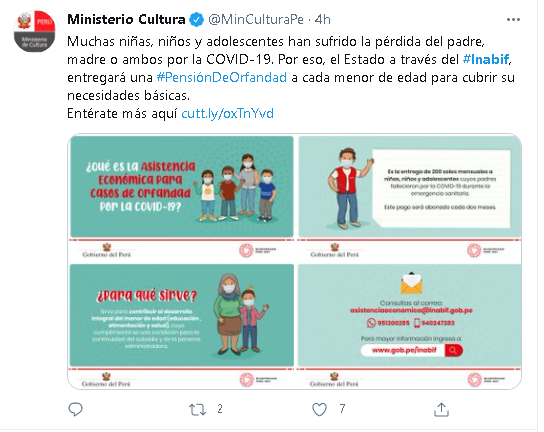 Ministerio Cultura @MinCulturaPe · 4h
Muchas niñas, niños y adolescentes han sufrido la pérdida del padre,
madre o ambos por la COVID-19. Por eso, el Estado a través del #Inabif,
entregará una #PensiónDeOrfandad a cada menor de edad para cubrir su
necesidades básicas.
Entérate más aquí cutt.ly/oxTnYvd
PERÚ
Ministerio
de Cultura
¿QUÉ ES LA ASISTENCIA
ECONÓMICA PARA
CASOS DE ORFANDAD
POR LA COVID-19?
Gobierno del Perú
Es la entrega de 200 soles mensuales a
niñas, niños y adolescentes cuyos padres
fallecieron por la COVID-19 durante la
emergencia sanitaria.
Este pago será abonado cada dos meses.
Gobierno del Perú
¿PARA QUÉ SIRVE?
Sirve para contribuir al desarrollo
integral del menor de edad (educación,
alimentación y salud), cuyo
cumplimiento es una condición para la
continuidad del subsidio y de la persona
administradora.
Gobierno del Perú
Consultas al correo:
asistenciaeconomica@inabif.gob.pe
951300285 940247283
Para mayor información ingresa a:
www.gob.pe/inabif
Gobierno del Perú
2
7